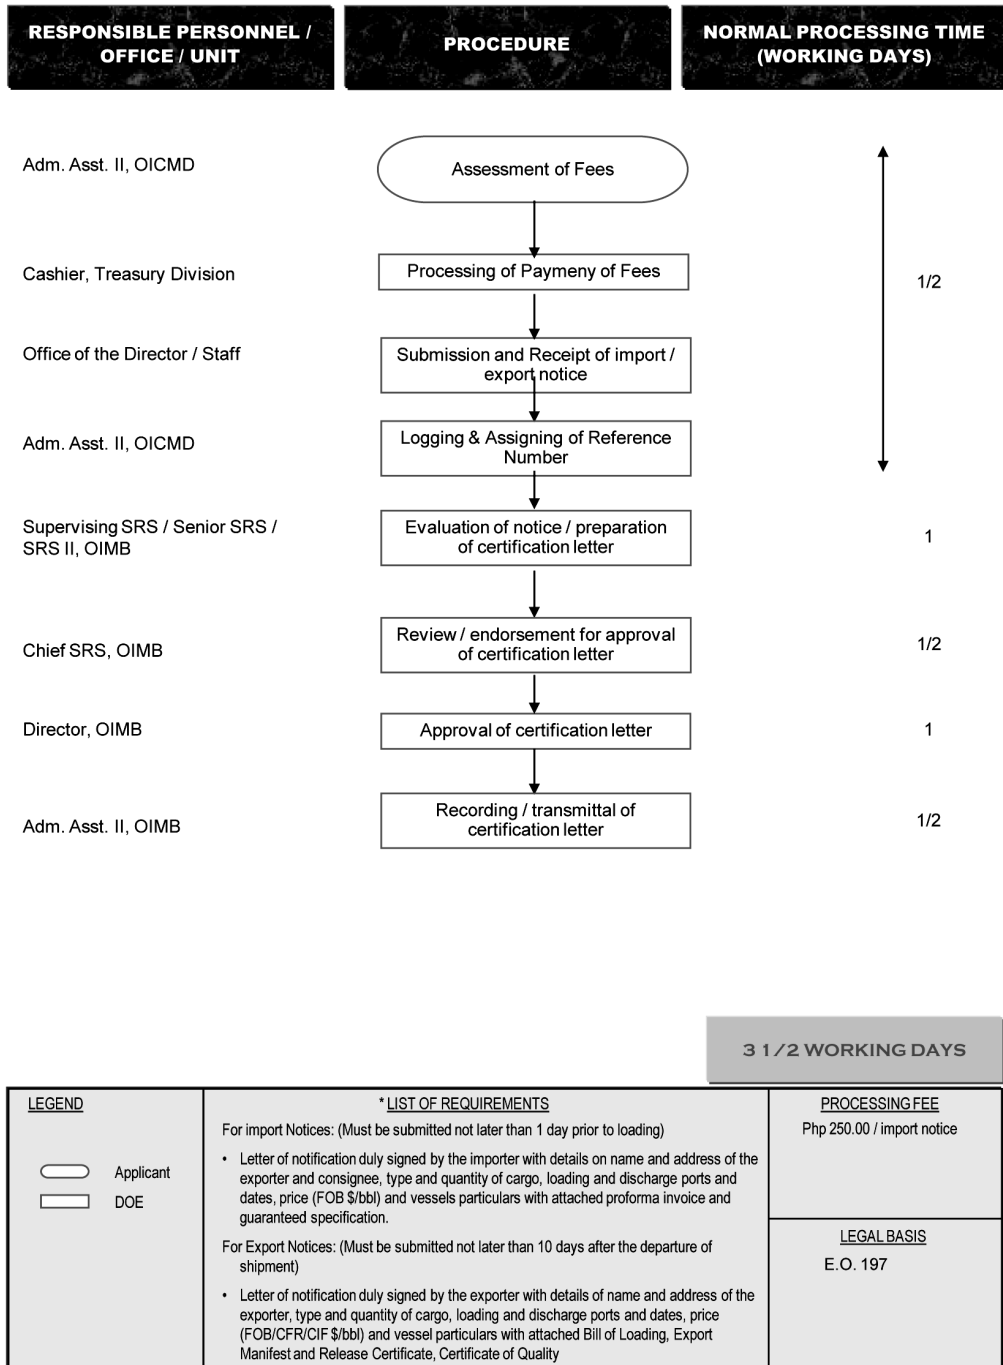 RESPONSIBLE PERSONNEL /
OFFICE / UNIT
PROCEDURE
NORMAL PROCESSING TIME
(WORKING DAYS)
Adm. Asst. II, OICMD
Assessment of Fees
Cashier, Treasury Division
Processing of Paymeny of Fees
1/2
Office of the Director / Staff
Submission and Receipt of import /
export notice
Adm. Asst. II, OICMD
Logging & Assigning of Reference
Number
Supervising SRS / Senior SRS /
SRS II, OIMB
Evaluation of notice / preparation
of certification letter
1
Chief SRS, OIMB
Review / endorsement for approval
of certification letter
1/2
Director, OIMB
Approval of certification letter
1
Adm. Asst. II, OIMB
Recording / transmittal of
certification letter
1/2
3 1/2 WORKING DAYS
LEGEND
Applicant
DOE
* LIST OF REQUIREMENTS
For import Notices: (Must be submitted not later than 1 day prior to loading)
• Letter of notification duly signed by the importer with details on name and address of the
exporter and consignee, type and quantity of cargo, loading and discharge ports and
dates, price (FOB $/bbl) and vessels particulars with attached proforma invoice and
guaranteed specification.
For Export Notices: (Must be submitted not later than 10 days after the departure of
shipment)
• Letter of notification duly signed by the exporter with details of name and address of the
exporter, type and quantity of cargo, loading and discharge ports and dates, price
(FOB/CFR/CIF $/bbl) and vessel particulars with attached Bill of Loading, Export
Manifest and Release Certificate, Certificate of Quality
PROCESSING FEE
Php 250.00 / import notice
LEGAL BASIS
E.O. 197